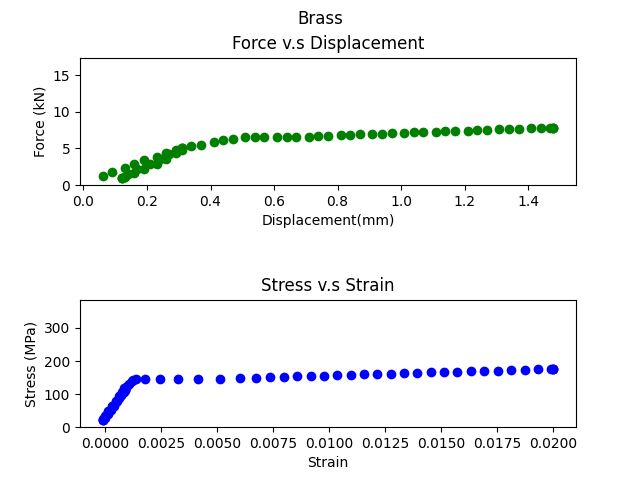 Brass
Force v.s Displacement
15
10
5
0
Force (kN)
0.0 0.2 0.4 0.6 0.8 1.0 1.2 1.4
Displacement(mm)
Stress v.s Strain
300
200
100
0
Stress (MPa)
0.0000 0.0025 0.0050 0.0075 0.0100 0.0125 0.0150 0.0175 0.0200
Strain